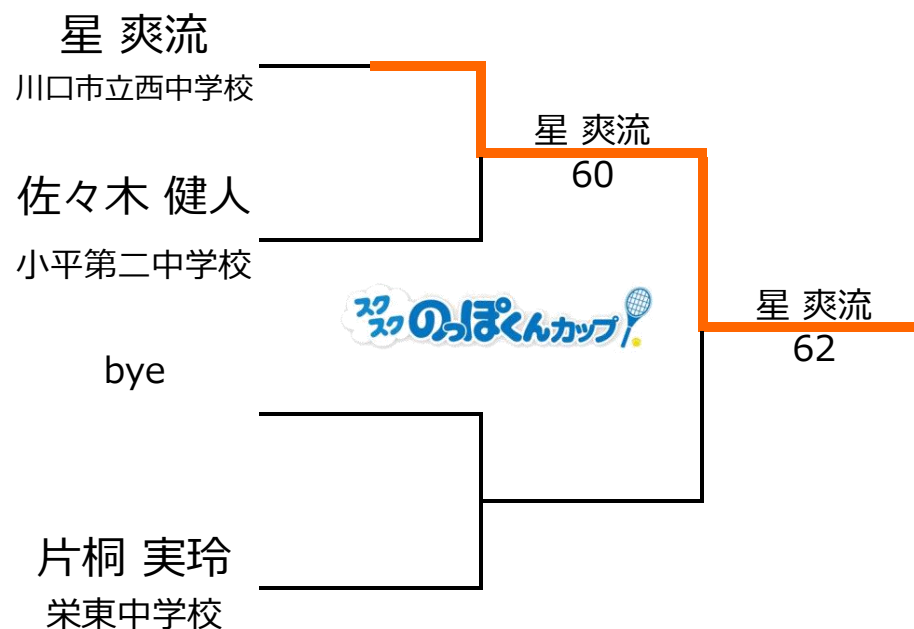 星 爽流
川口市立西中学校
星 爽流
60
佐々木 健人
小平第二中学校
スク
スク のっぽくんカップ
星 爽流
62
bye
片桐 実玲
栄東中学校